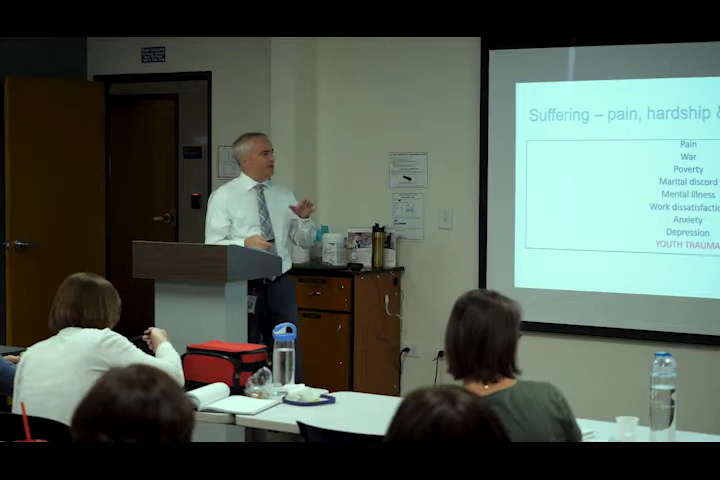 Suffering – pain, hardship &
Pain
War
Poverty
Marital discord
Mental Illness
Work dissatisfactio
Anxiety
Depression
YOUTH TRAUMA